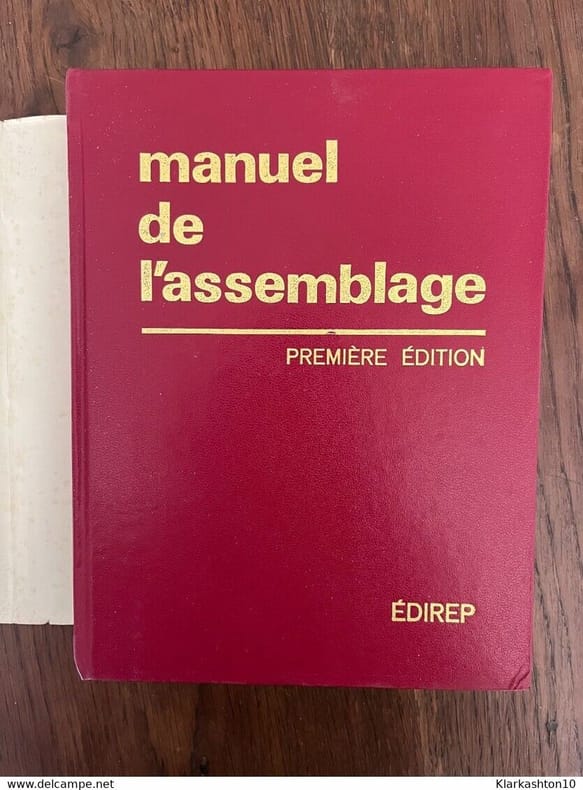 manuel
de
l'assemblage
PREMIÈRE ÉDITION
ÉDIREP
www.delcampe.net
Klarkashton10